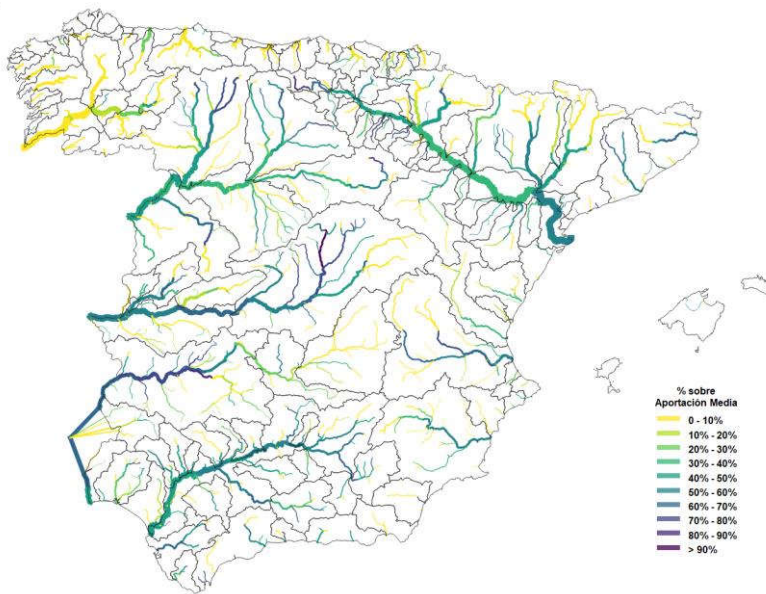 % sobre
Aportación Media
0 - 10%
10% - 20%
20% - 30%
30% - 40%
40% - 50%
50% - 60%
60% - 70%
70% - 80%
80% - 90%
> 90%